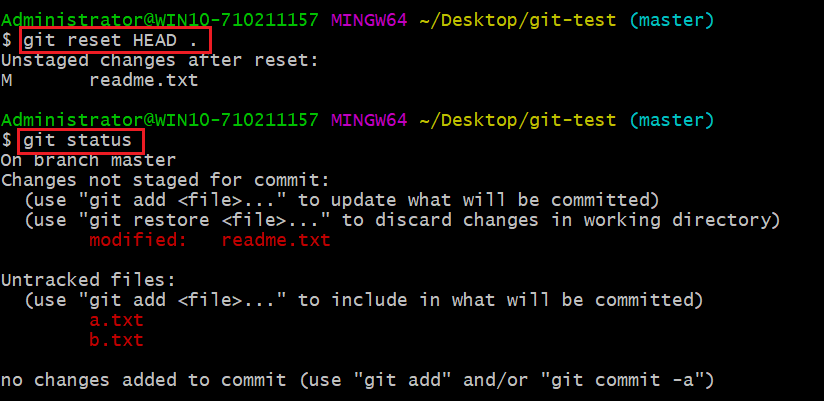 Administrator@WIN10-710211157 MINGW64 ~/Desktop/git-test (master)
$ git reset HEAD .
Unstaged changes after reset:
M       readme.txt

Administrator@WIN10-710211157 MINGW64 ~/Desktop/git-test (master)
$ git status
On branch master
Changes not staged for commit:
  (use "git add <file>..." to update what will be committed)
  (use "git restore <file>..." to discard changes in working directory)
        modified:   readme.txt

Untracked files:
  (use "git add <file>..." to include in what will be committed)
        a.txt
        b.txt

no changes added to commit (use "git add" and/or "git commit -a")